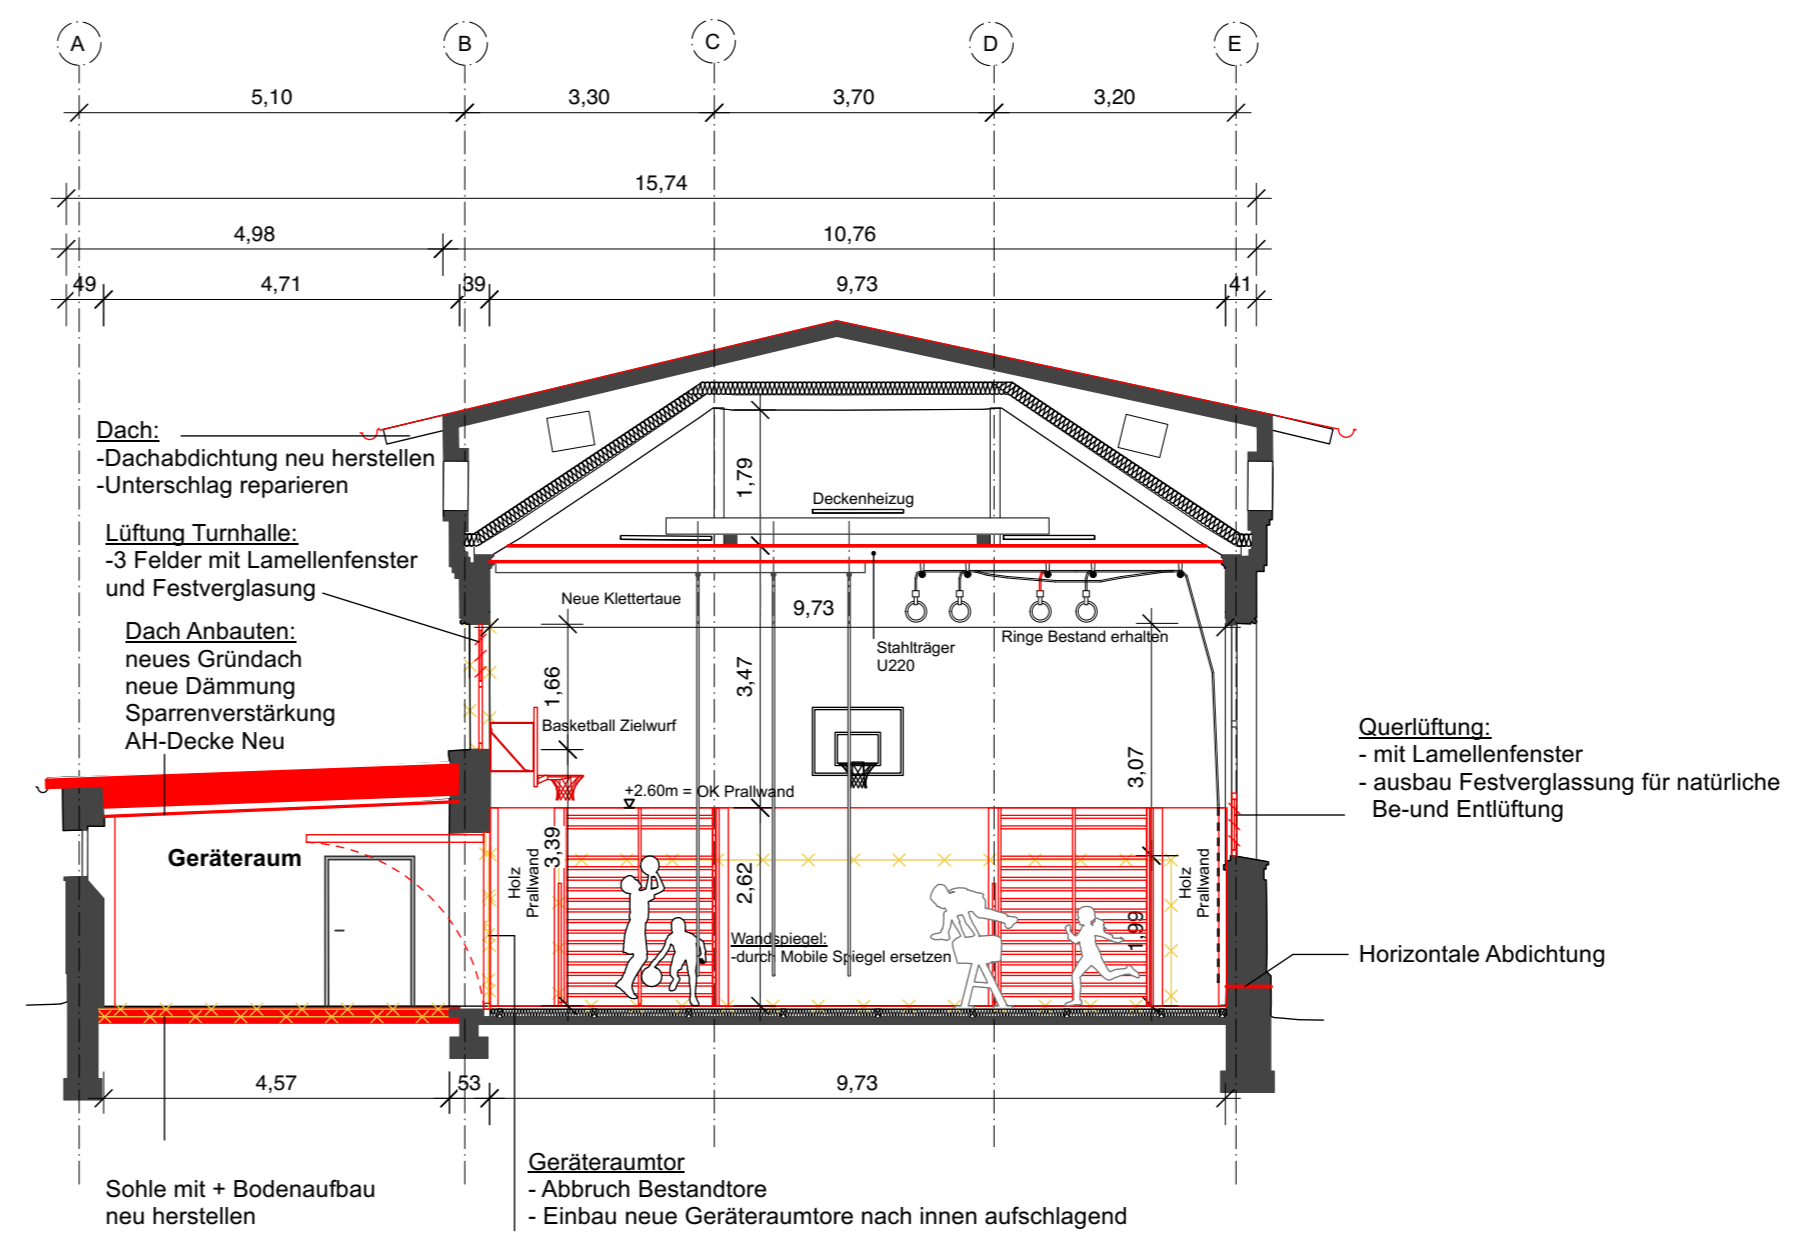 A B C D E
5,10 3,30 3,70 3,20
15,74
4,98 10,76
49 4,71 39 9,73 41
Dach:
-Dachabdichtung neu herstellen
-Unterschlag reparieren
1,79
Deckenheizug
Lüftung Turnhalle:
-3 Felder mit Lamellenfenster
und Festverglasung
Neue Klettertaue
9,73
Dach Anbauten:
neues Gründach
neue Dämmung
Sparrenverstärkung
AH-Decke Neu
Stahlträger
U220
Ringe Bestand erhalten
1,66
3,47
Basketball Zielwurf
3,07
Querlüftung:
- mit Lamellenfenster
- ausbau Festverglassung für natürliche
Be-und Entlüftung
+2.60m = OK Prallwand
Geräteraum
3,39
Holz
Prallwand
2,62
Holz
Prallwand
1,99
Wandspiegel:
-durch Mobile Spiegel ersetzen
Horizontale Abdichtung
4,57 53 9,73
Sohle mit + Bodenaufbau
neu herstellen
Geräteraumtor
- Abbruch Bestandtore
- Einbau neue Geräteraumtore nach innen aufschlagend